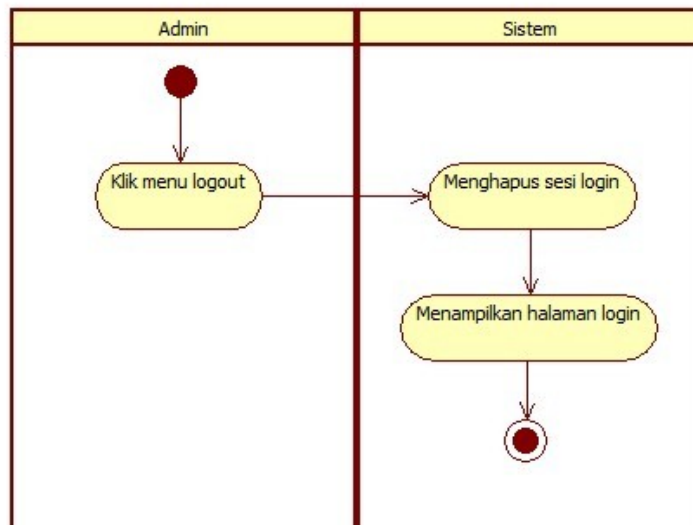 Admin
Sistem
Klik menu logout
Menghapus sesi login
Menampilkan halaman login